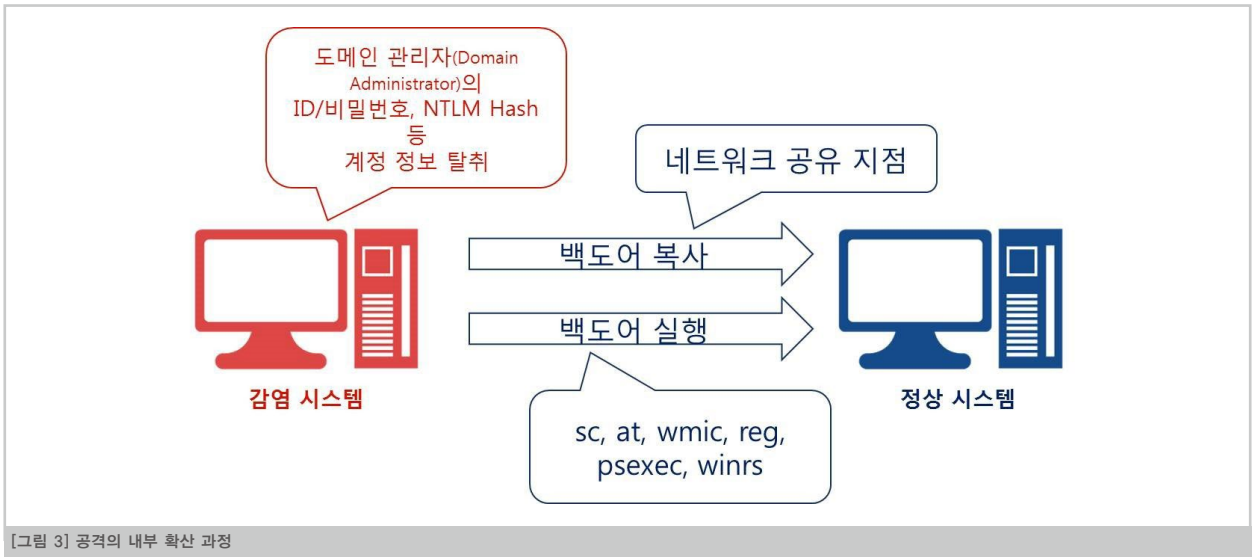 도메인 관리자(Domain
Administrator)의
ID/비밀번호, NTLM Hash
등
계정 정보 탈취
네트워크 공유 지점
백도어 복사
백도어 실행
감염 시스템
정상 시스템
sc, at, wmic, reg,
psexec, winrs
[그림 3] 공격의 내부 확산 과정